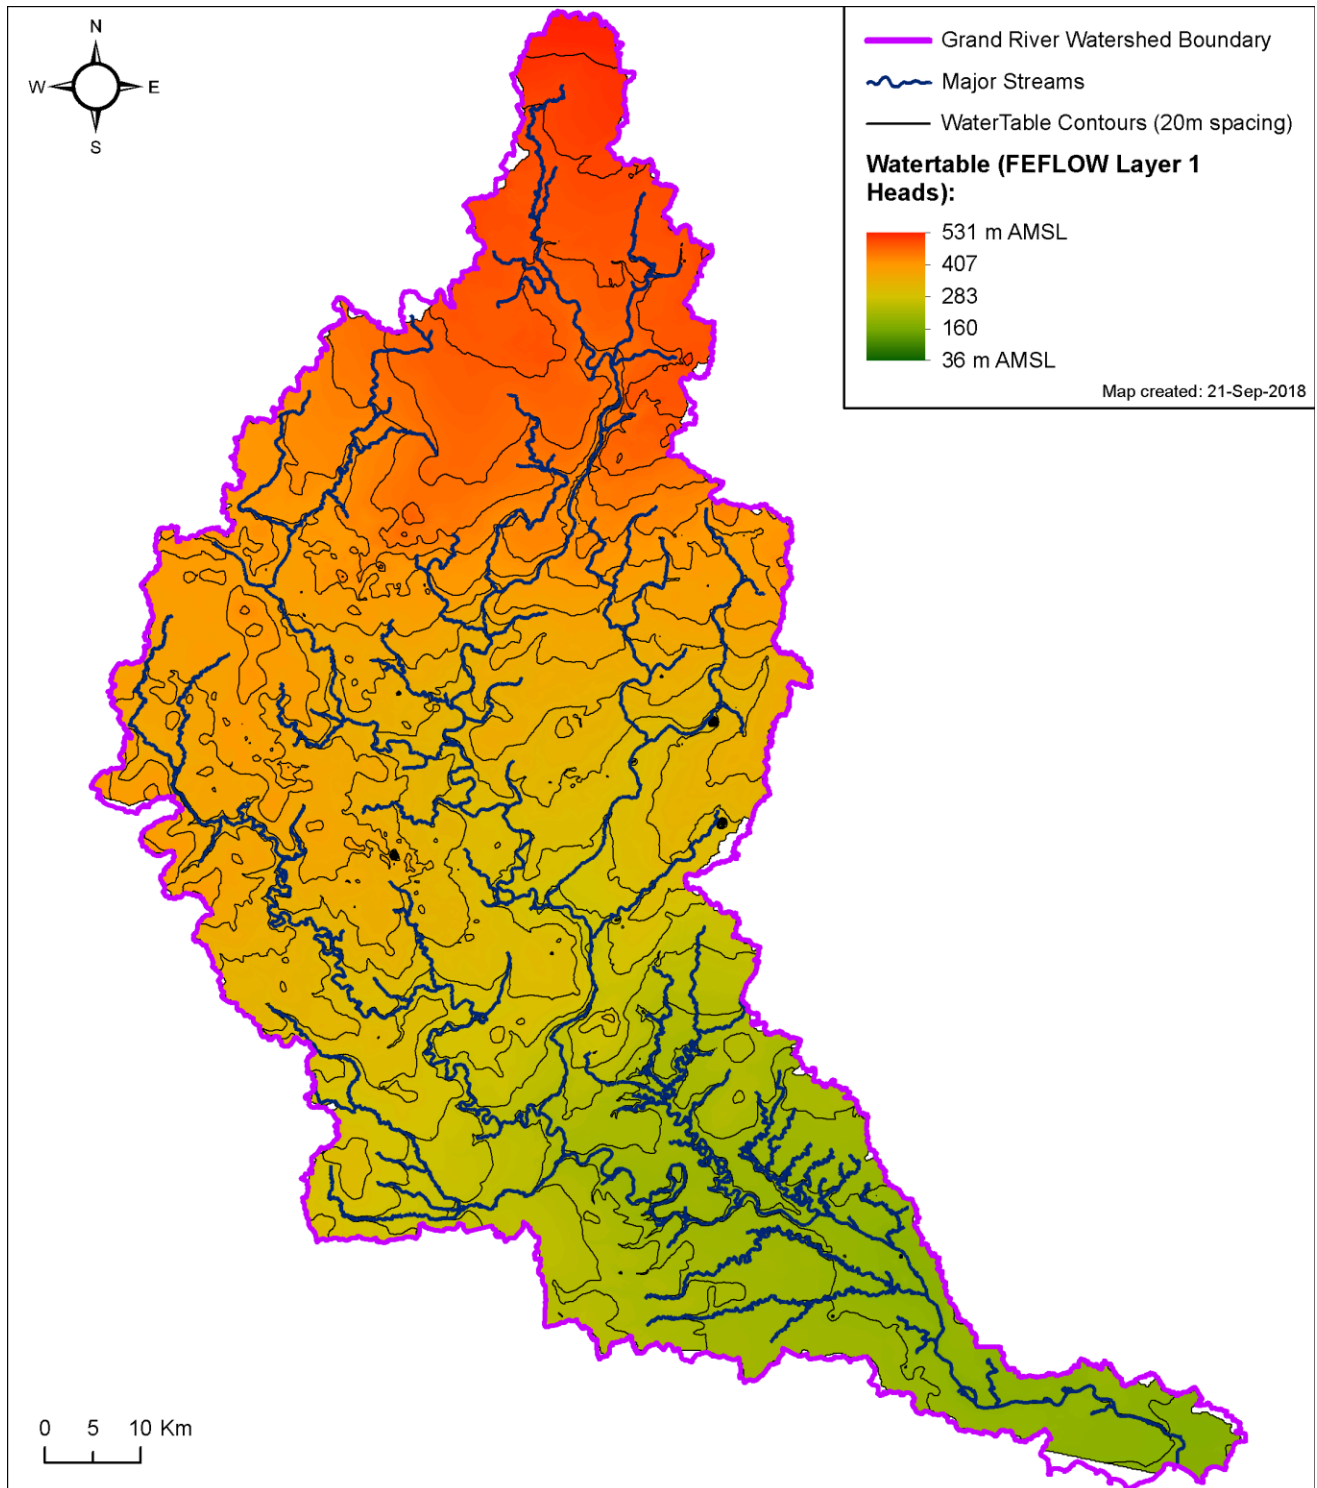 N
W E
S
Grand River Watershed Boundary
Major Streams
WaterTable Contours (20m spacing)
Watertable (FEFLOW Layer 1
Heads):
531 m AMSL
407
283
160
36 m AMSL
Map created: 21-Sep-2018
0 5 10 Km